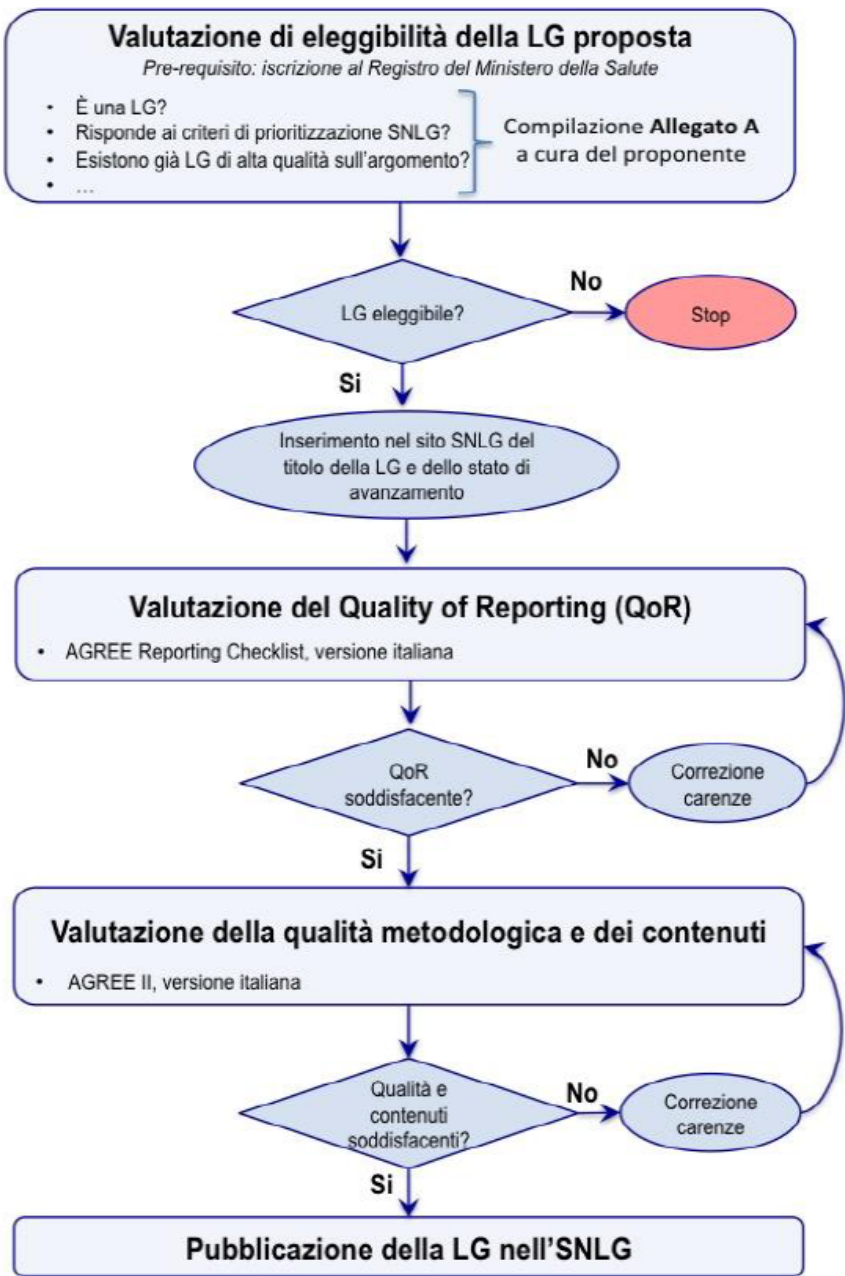 Valutazione di eleggibilità della LG proposta
Pre-requisito: iscrizione al Registro del Ministero della Salute
• È una LG?
• Risponde ai criteri di prioritizzazione SNLG?
• Esistono già LG di alta qualità sull'argomento?
• ...
Compilazione Allegato A
a cura del proponente
LG eleggibile?
No
Stop
Si
Inserimento nel sito SNLG del
titolo della LG e dello stato di
avanzamento
Valutazione del Quality of Reporting (QoR)
• AGREE Reporting Checklist, versione italiana
QoR
soddisfacente?
No
Correzione
carenze
Si
Valutazione della qualità metodologica e dei contenuti
• AGREE II, versione italiana
Qualità e
contenuti
soddisfacenti?
No
Correzione
carenze
Si
Pubblicazione della LG nell'SNLG